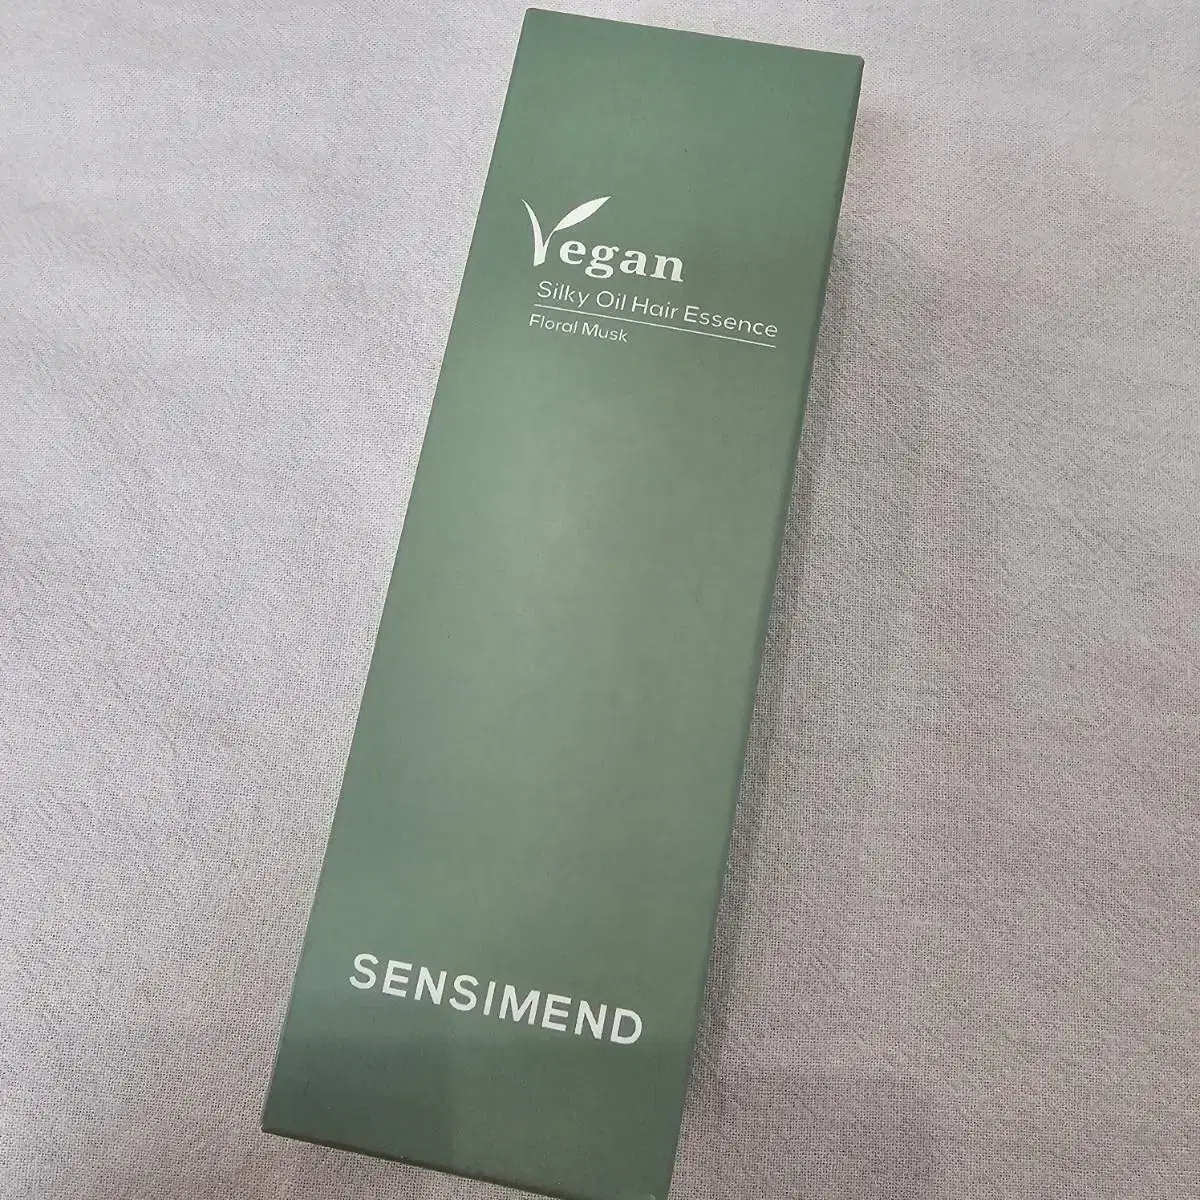 Vegan
Silky Oil Hair Essence
Floral Musk
SENSIMEND